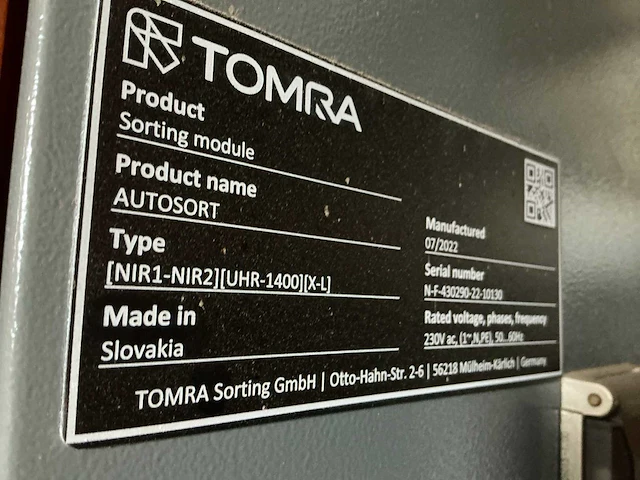 TOMRA
Product
Sorting module
Product name
AUTOSORT
Type
[NIR1-NIR2][UHR-1400][X-L]
Made in
Slovakia
Manufactured
07/2022
Serial number
N-F-430290-22-10130
Rated voltage, phases, frequency
230V ac, (1~,N,PE), 50...60Hz
TOMRA Sorting GmbH | Otto-Hahn-Str. 2-6 | 56218 Mülheim-Kärlich | Germany